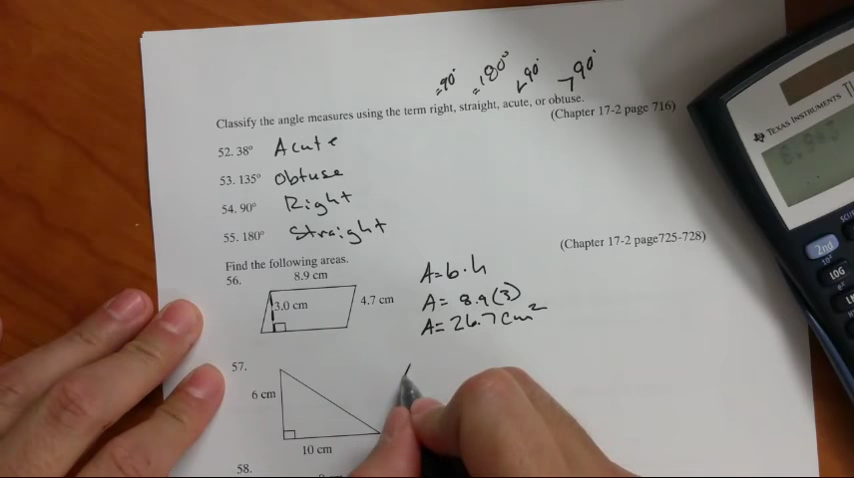 =90° =180° <90° >90°
Classify the angle measures using the term right, straight, acute, or obtuse.
(Chapter 17-2 page 716)
52. 38° Acute
53. 135° Obtuse
54. 90° Right
55. 180° Straight
(Chapter 17-2 page725-728)
Find the following areas.
56.
8.9 cm
3.0 cm
4.7 cm
A=b·h
A= 8.9(3)
A= 26.7cm²
57.
6 cm
10 cm
58.
TEXAS INSTRUMENTS
2nd
LOG